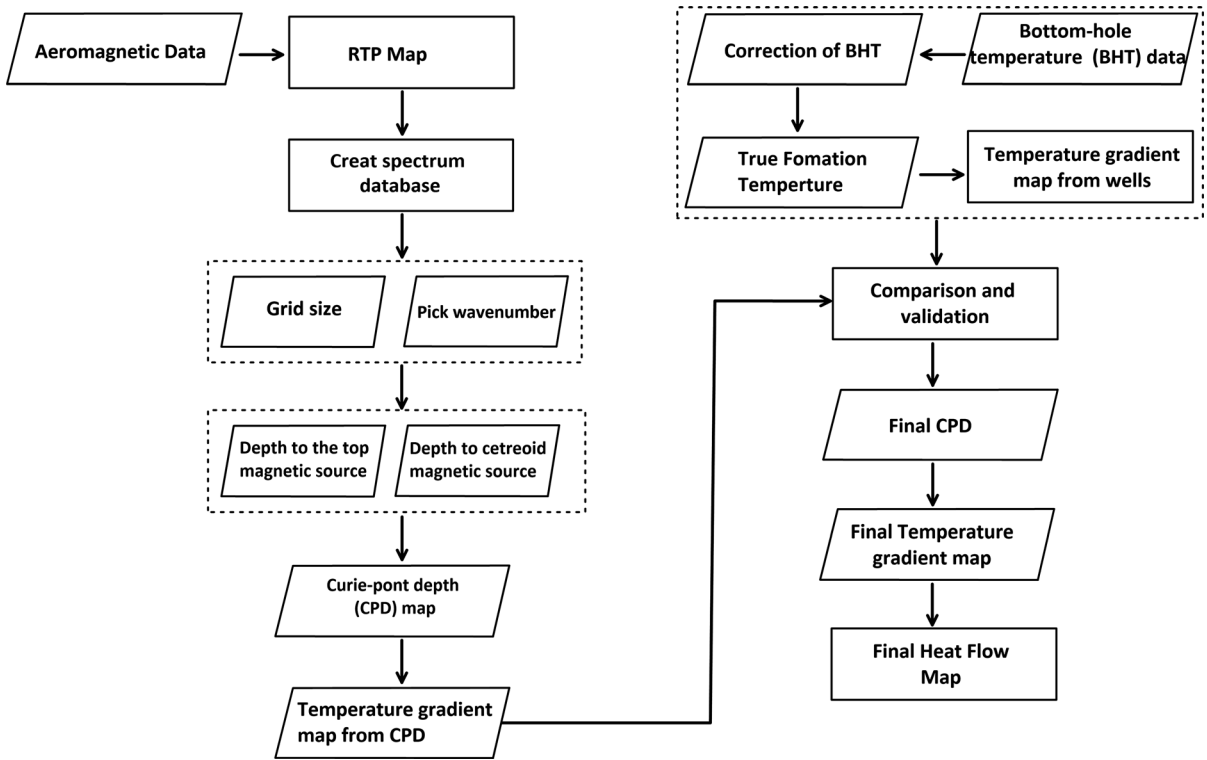 Aeromagnetic Data
RTP Map
Creat spectrum
database
Grid size
Pick wavenumber
Depth to the top
magnetic source
Depth to cetreoid
magnetic source
Curie-pont depth
(CPD) map
Temperature gradient
map from CPD
Correction of BHT
Bottom-hole
temperature (BHT) data
True Fomation
Temperture
Temperature gradient
map from wells
Comparison and
validation
Final CPD
Final Temperature
gradient map
Final Heat Flow
Map